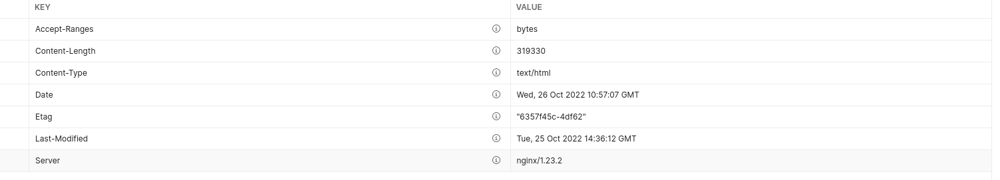 KEY VALUE
Accept-Ranges bytes
Content-Length 319330
Content-Type text/html
Date Wed, 26 Oct 2022 10:57:07 GMT
Etag "6357f45c-4df62"
Last-Modified Tue, 25 Oct 2022 14:36:12 GMT
Server nginx/1.23.2